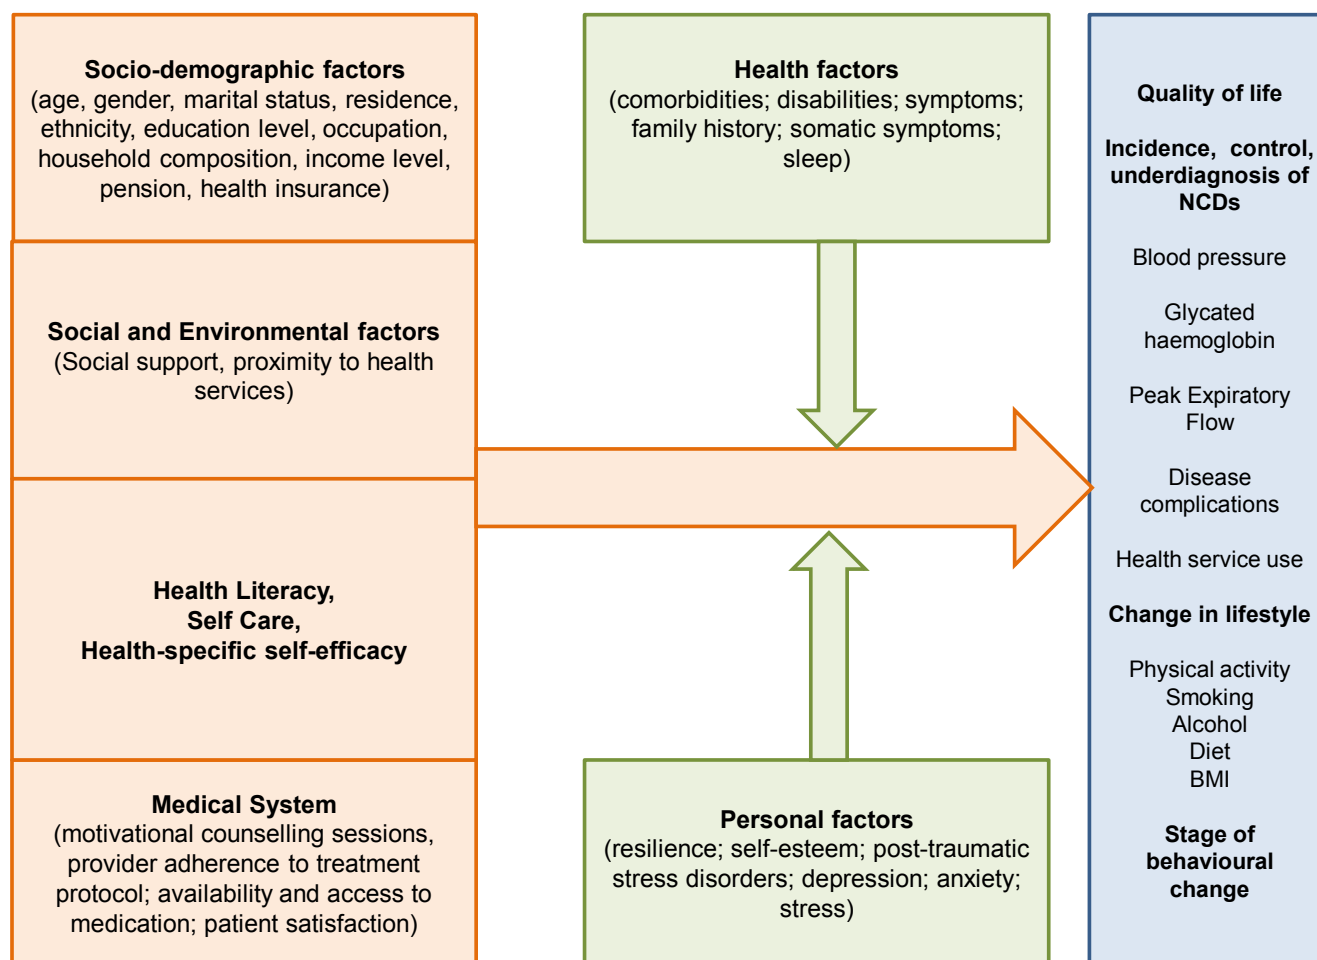 Socio-demographic factors
(age, gender, marital status, residence,
ethnicity, education level, occupation,
household composition, income level,
pension, health insurance)
Social and Environmental factors
(Social support, proximity to health
services)
Health Literacy,
Self Care,
Health-specific self-efficacy
Medical System
(motivational counselling sessions,
provider adherence to treatment
protocol; availability and access to
medication; patient satisfaction)
Health factors
(comorbidities; disabilities; symptoms;
family history; somatic symptoms;
sleep)
Personal factors
(resilience; self-esteem; post-traumatic
stress disorders; depression; anxiety;
stress)
Quality of life
Incidence, control,
underdiagnosis of
NCDs
Blood pressure
Glycated
haemoglobin
Peak Expiratory
Flow
Disease
complications
Health service use
Change in lifestyle
Physical activity
Smoking
Alcohol
Diet
BMI
Stage of
behavioural
change